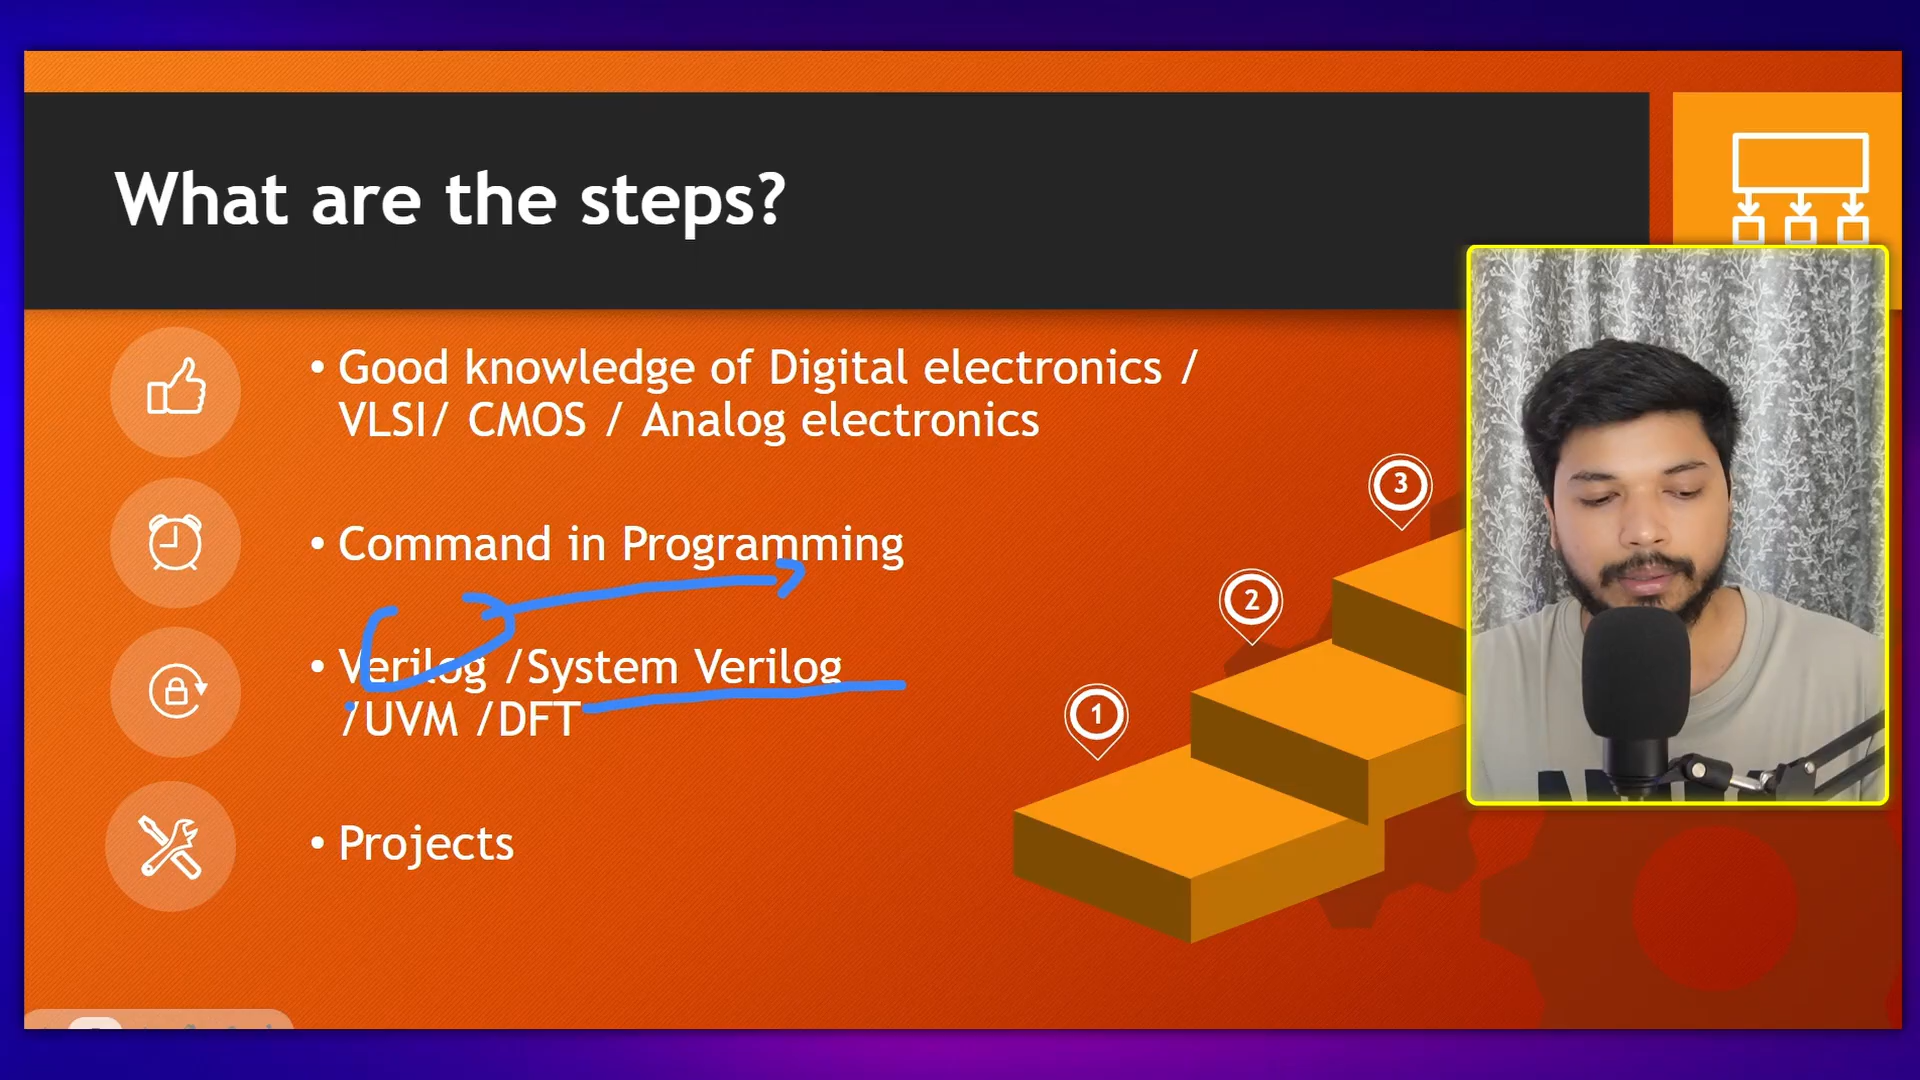 What are the steps?
• Good knowledge of Digital electronics /
VLSI/ CMOS / Analog electronics
• Command in Programming
• Verilog /System Verilog
/UVM /DFT
• Projects
3
2
1